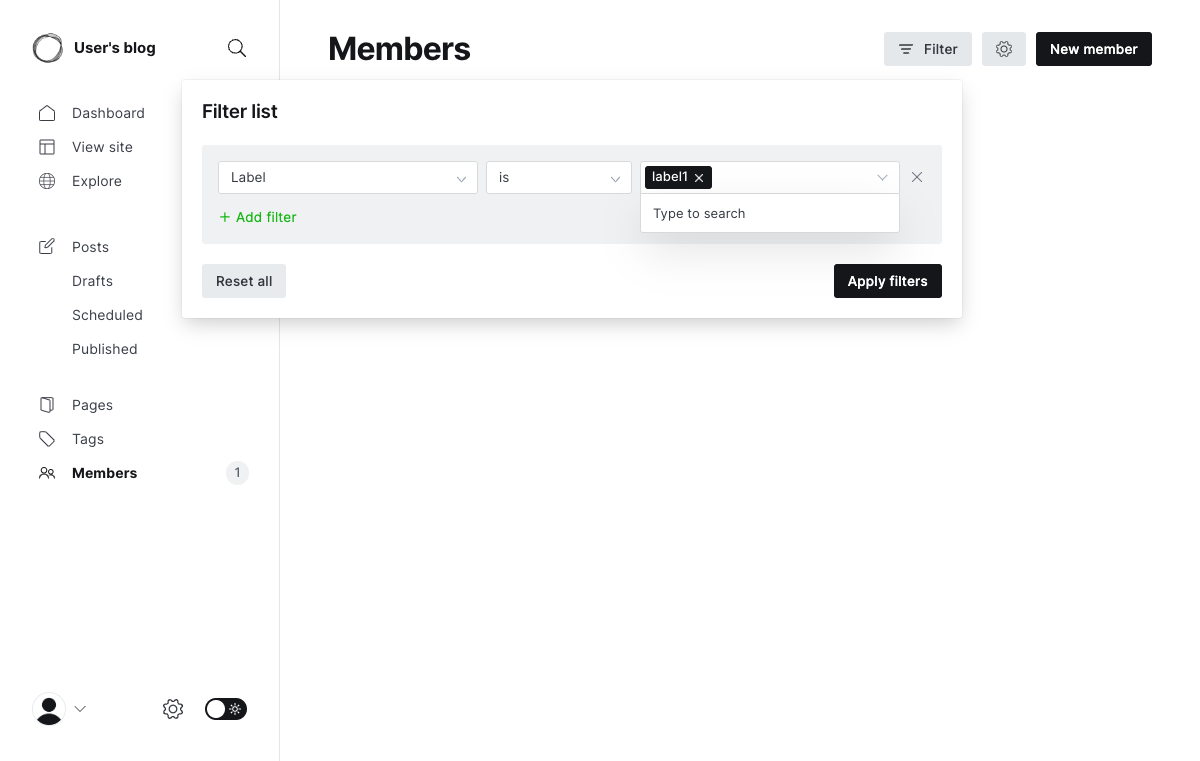 User's blog
Members
Filter
New member
Dashboard
View site
Explore
Posts
Drafts
Scheduled
Published
Pages
Tags
Members
1
Filter list
Label
is
label1
Type to search
+ Add filter
Reset all
Apply filters